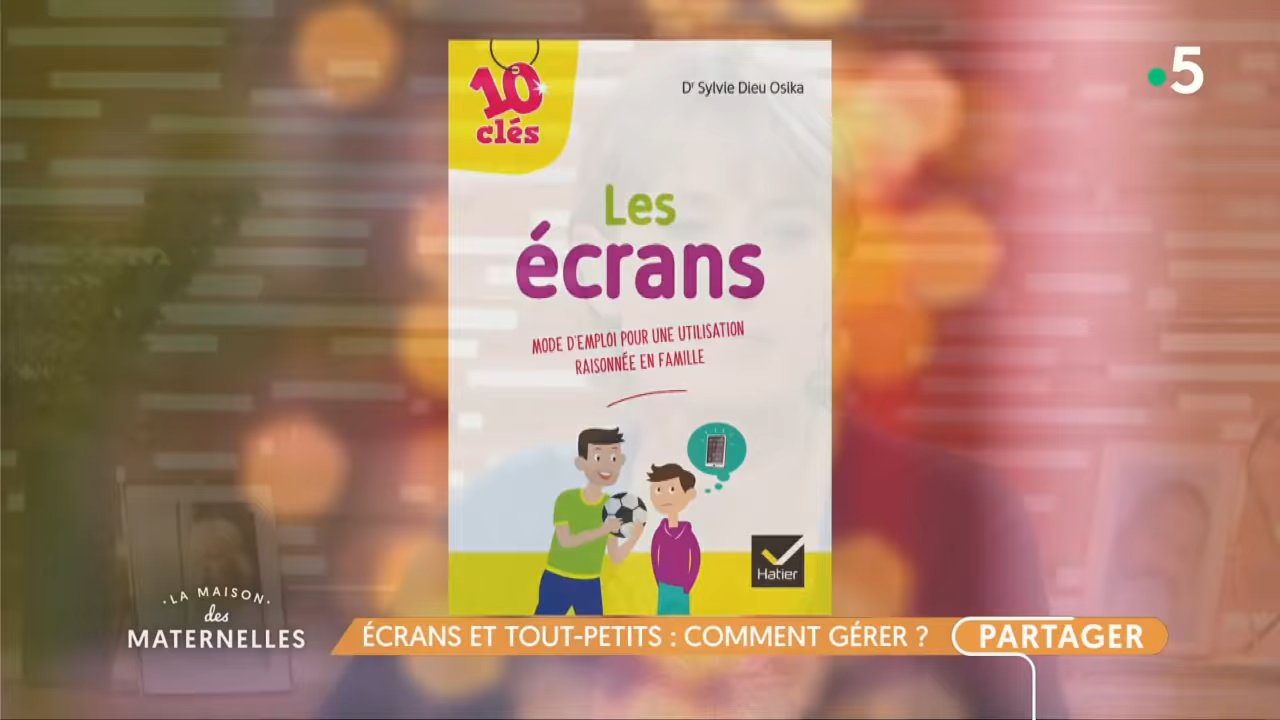 10
clés
Dr Sylvie Dieu Osika
Les
écrans
MODE D'EMPLOI POUR UNE UTILISATION
RAISONNÉE EN FAMILLE
Hatier
5
·LA MAISON·
des
MATERNELLES
ÉCRANS ET TOUT-PETITS : COMMENT GÉRER ?
PARTAGER